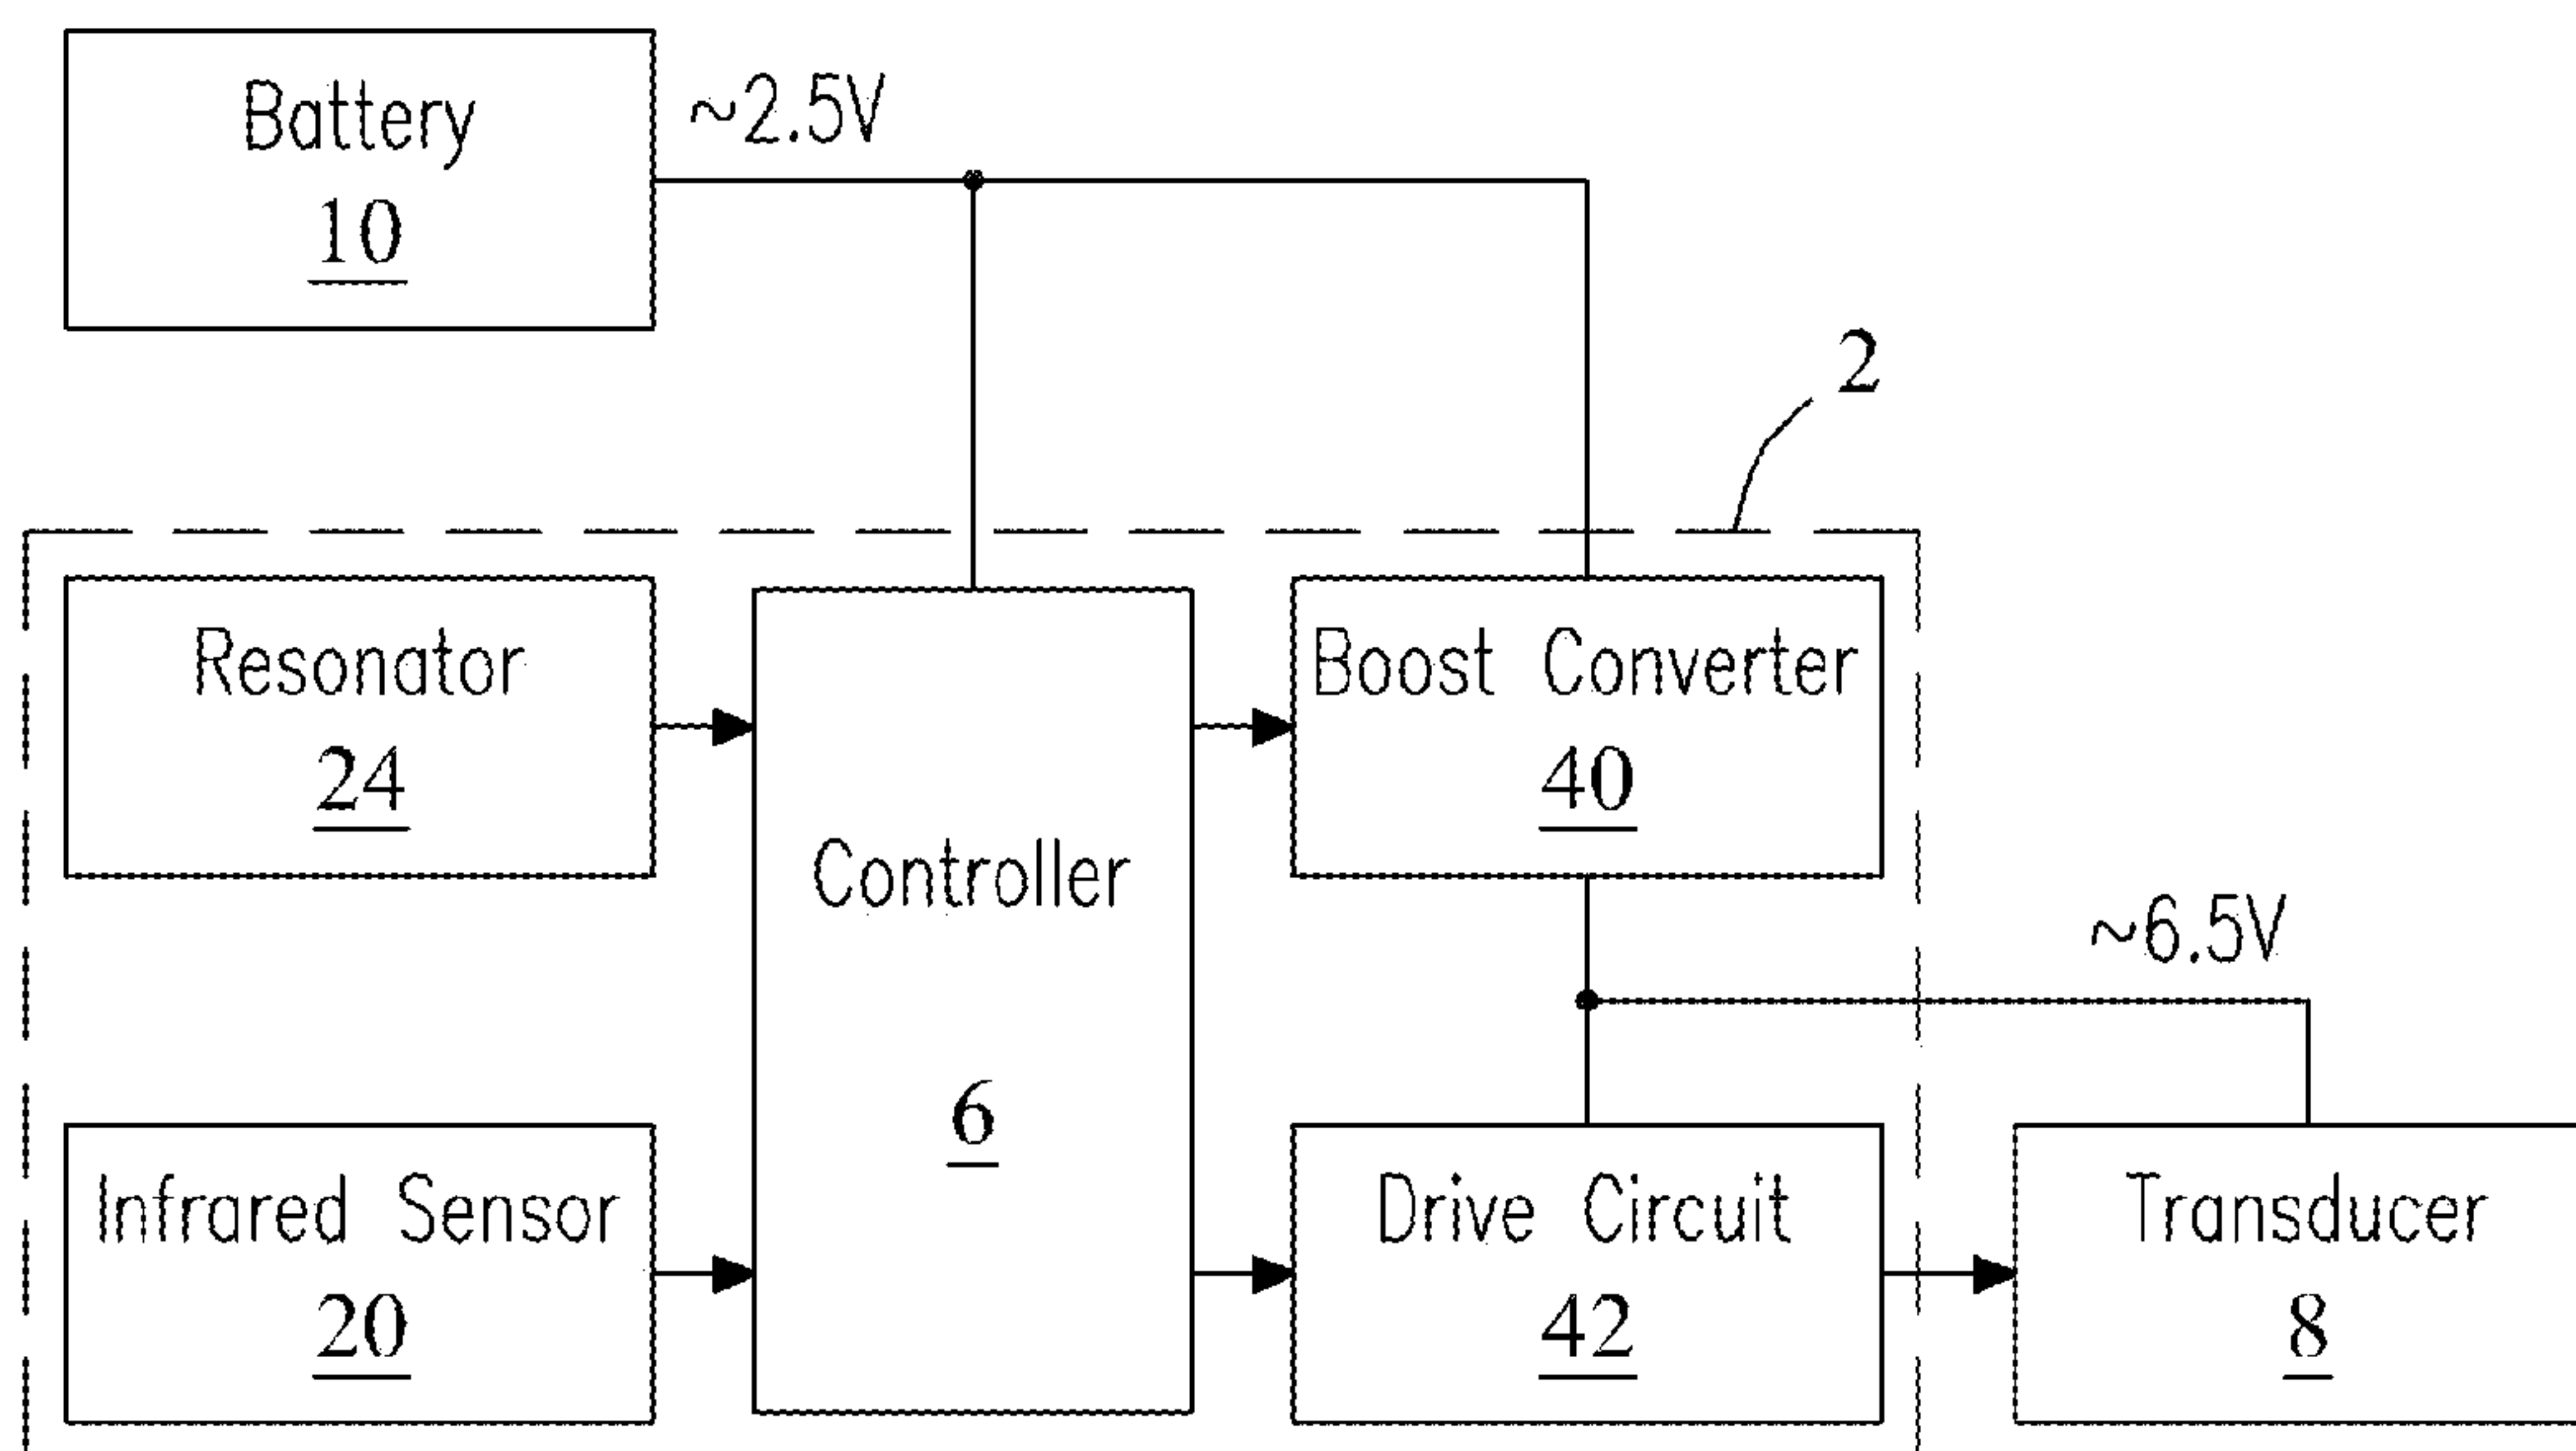 Battery
10
~2.5V
2
Resonator
24
Controller
6
Boost Converter
40
~6.5V
Infrared Sensor
20
Drive Circuit
42
Transducer
8